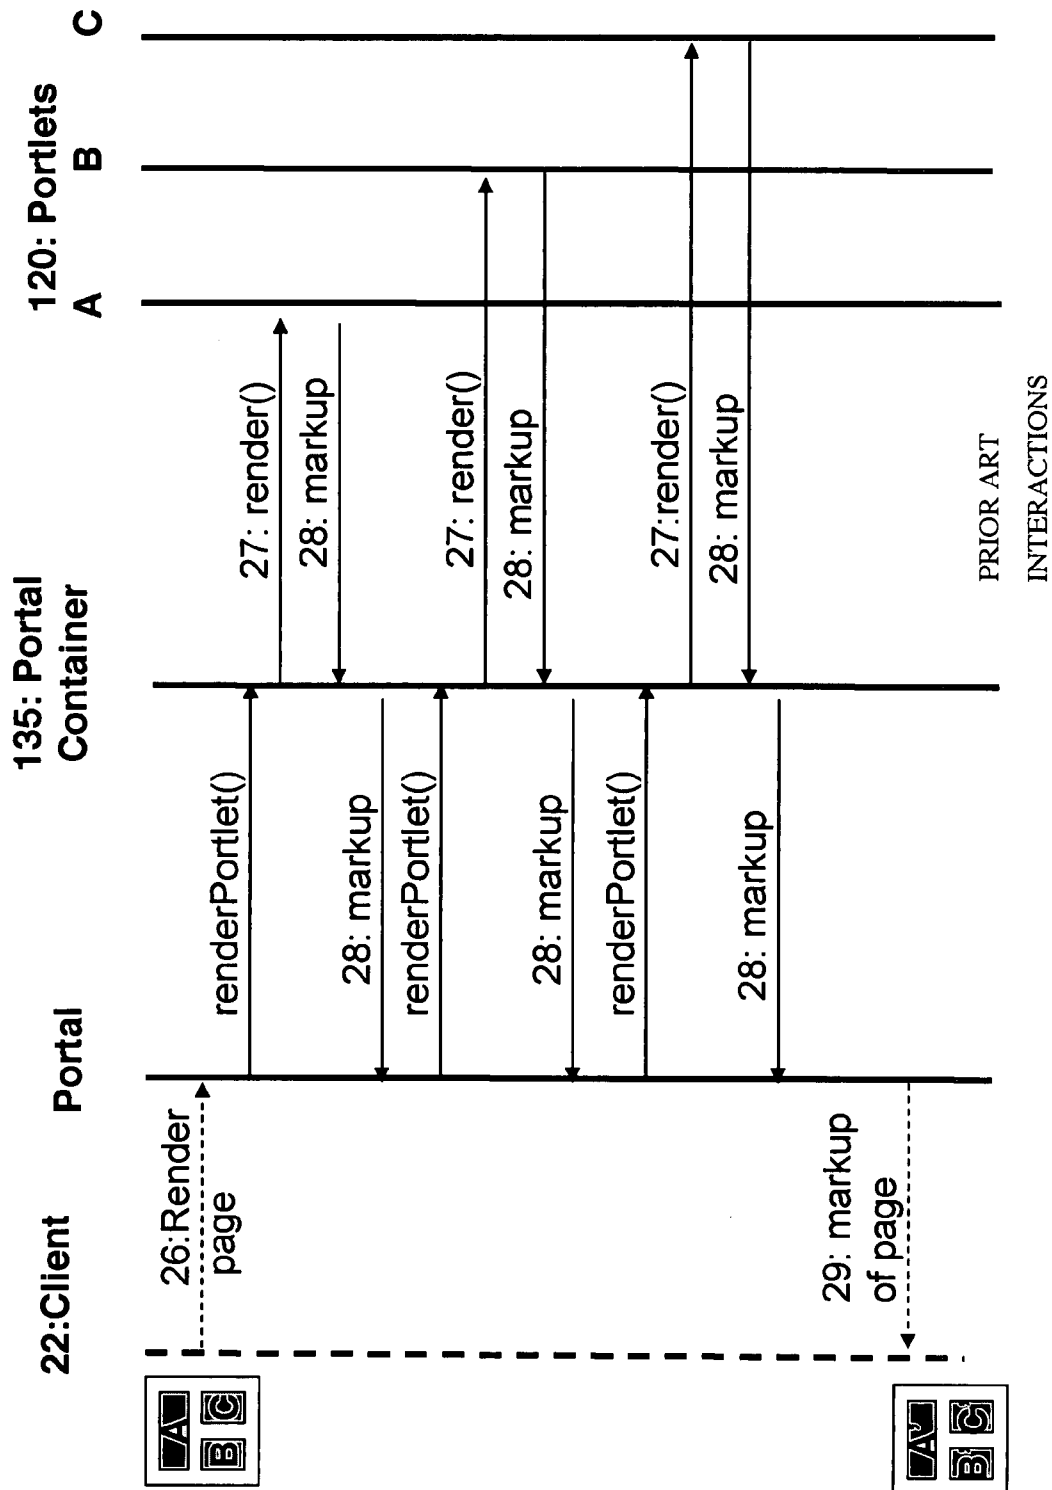 22:Client
Portal
135: Portal
Container
120: Portlets
A
B
C
A
B C
26:Render
page
renderPortlet()
27: render()
28: markup
28: markup
renderPortlet()
27: render()
28: markup
28: markup
renderPortlet()
27:render()
28: markup
28: markup
29: markup
of page
A'
B' C'
PRIOR ART
INTERACTIONS